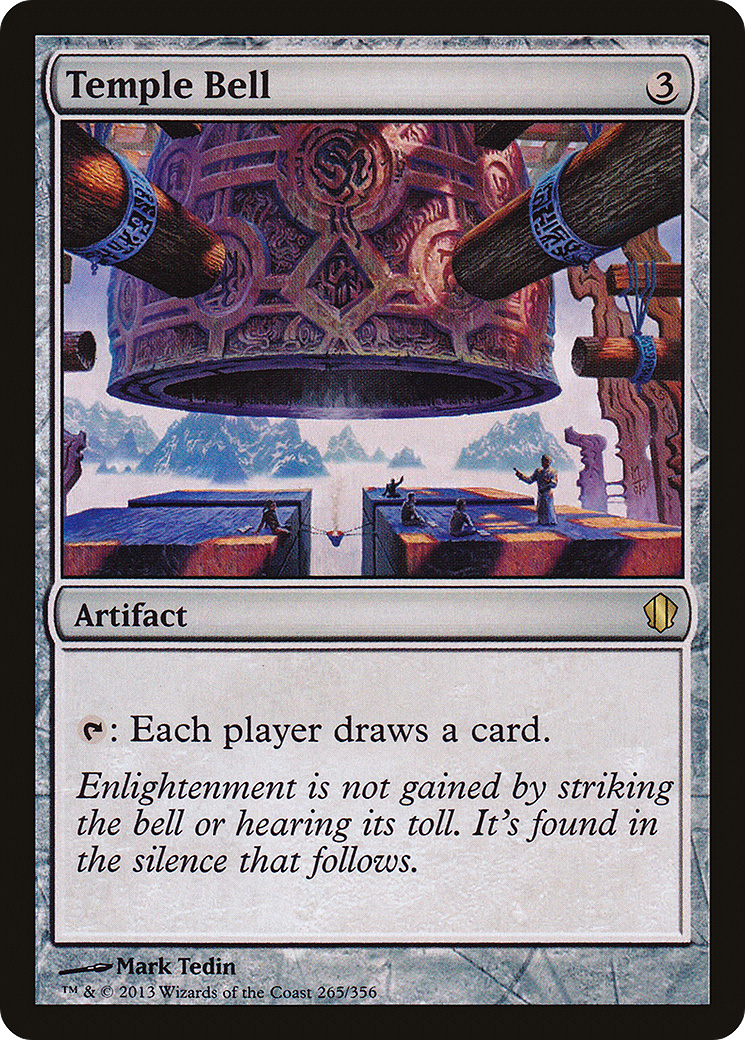 Temple Bell 3
Artifact
: Each player draws a card.
Enlightenment is not gained by striking
the bell or hearing its toll. It's found in
the silence that follows.
Mark Tedin
™ & © 2013 Wizards of the Coast 265/356